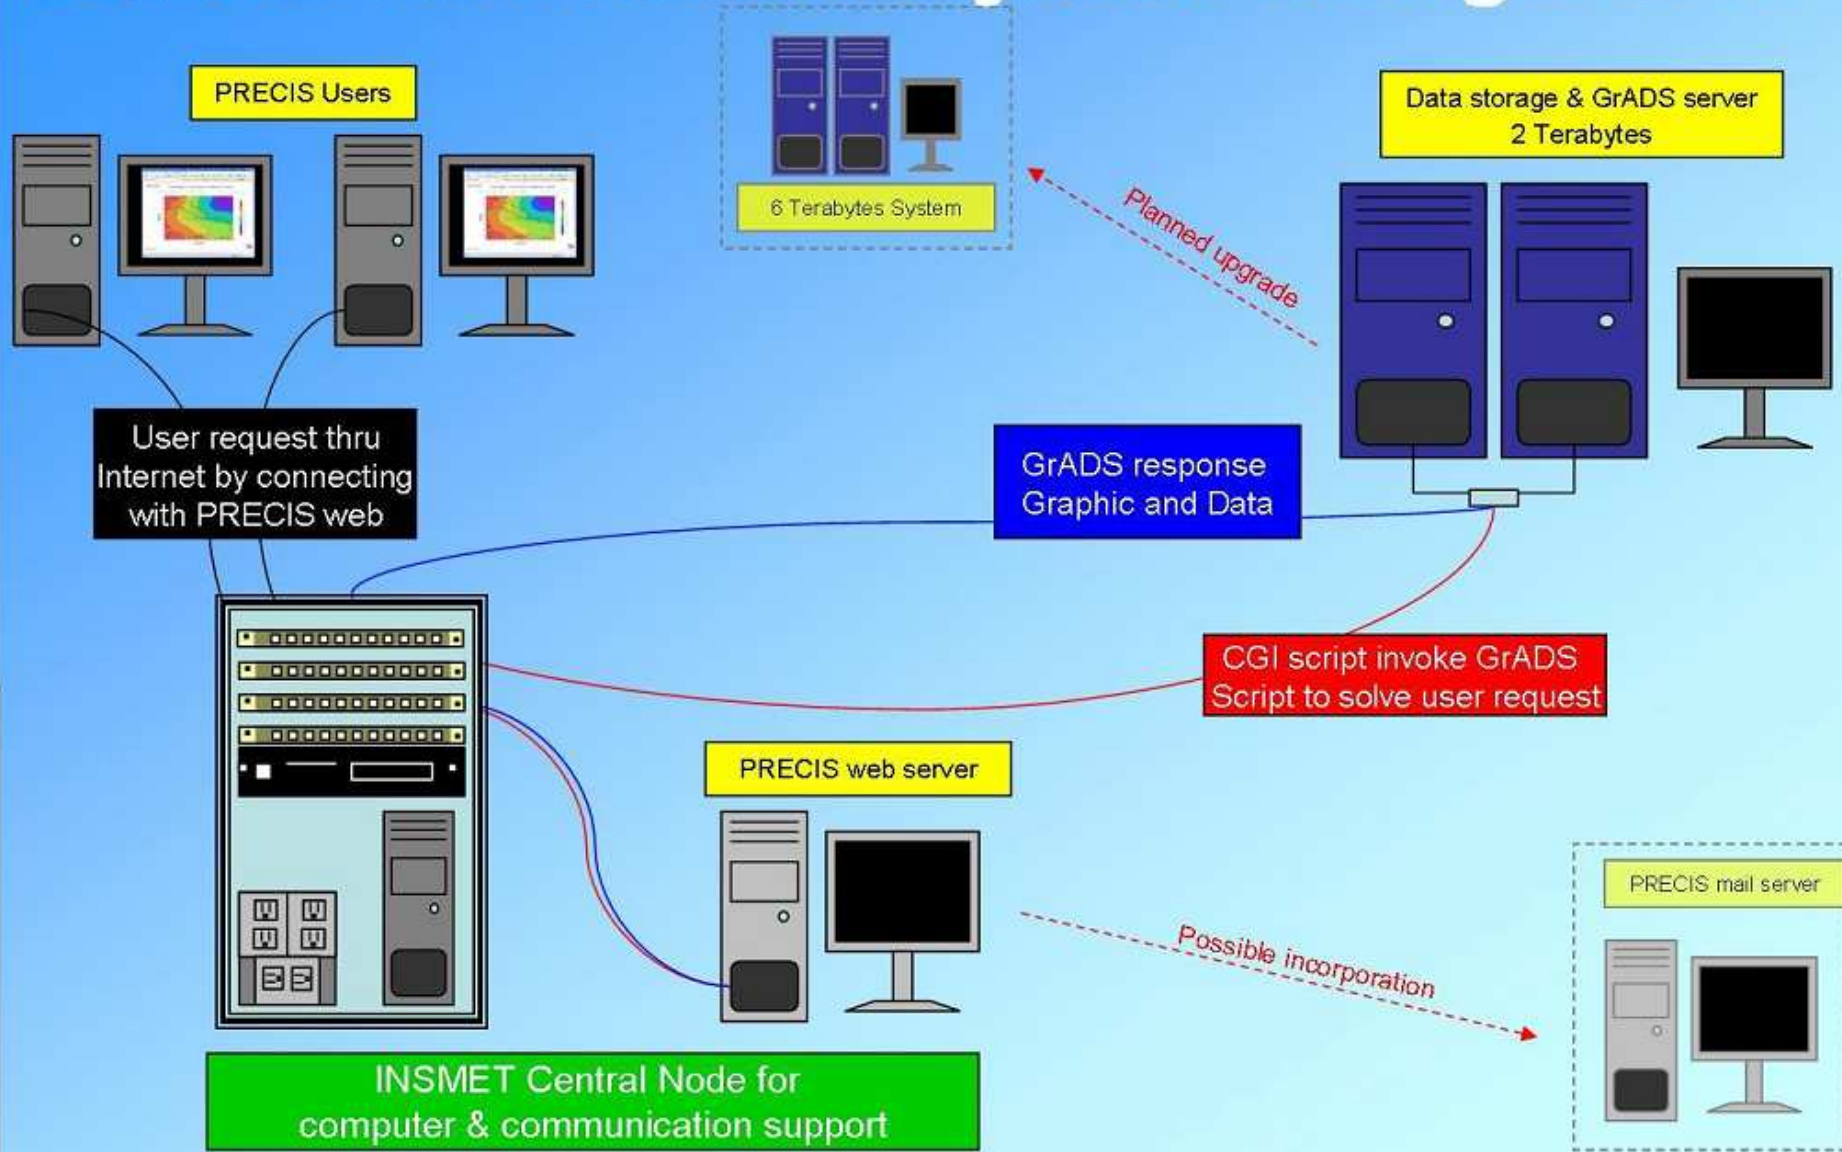 PRECIS Users
6 Terabytes System
Planned upgrade
Data storage & GrADS server
2 Terabytes
User request thru
Internet by connecting
with PRECIS web
GrADS response
Graphic and Data
CGI script invoke GrADS
Script to solve user request
PRECIS web server
Possible incorporation
PRECIS mail server
INSMET Central Node for
computer & communication support